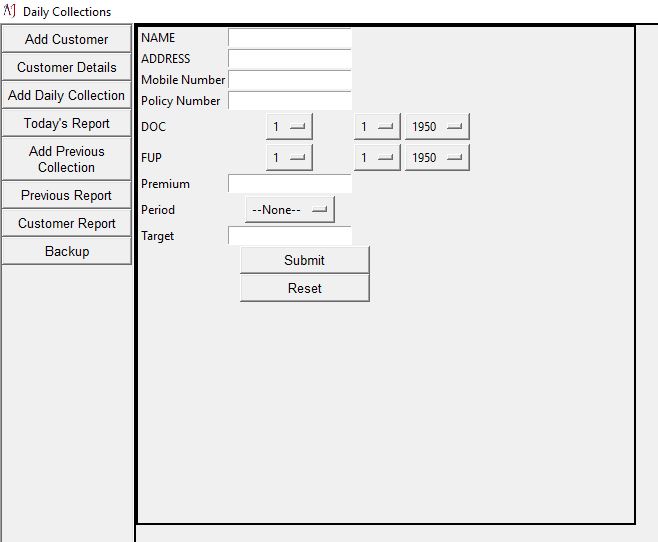 Daily Collections
Add Customer
Customer Details
Add Daily Collection
Today's Report
Add Previous
Collection
Previous Report
Customer Report
Backup
NAME
ADDRESS
Mobile Number
Policy Number
DOC 1 1 1950
FUP 1 1 1950
Premium
Period --None--
Target
Submit
Reset